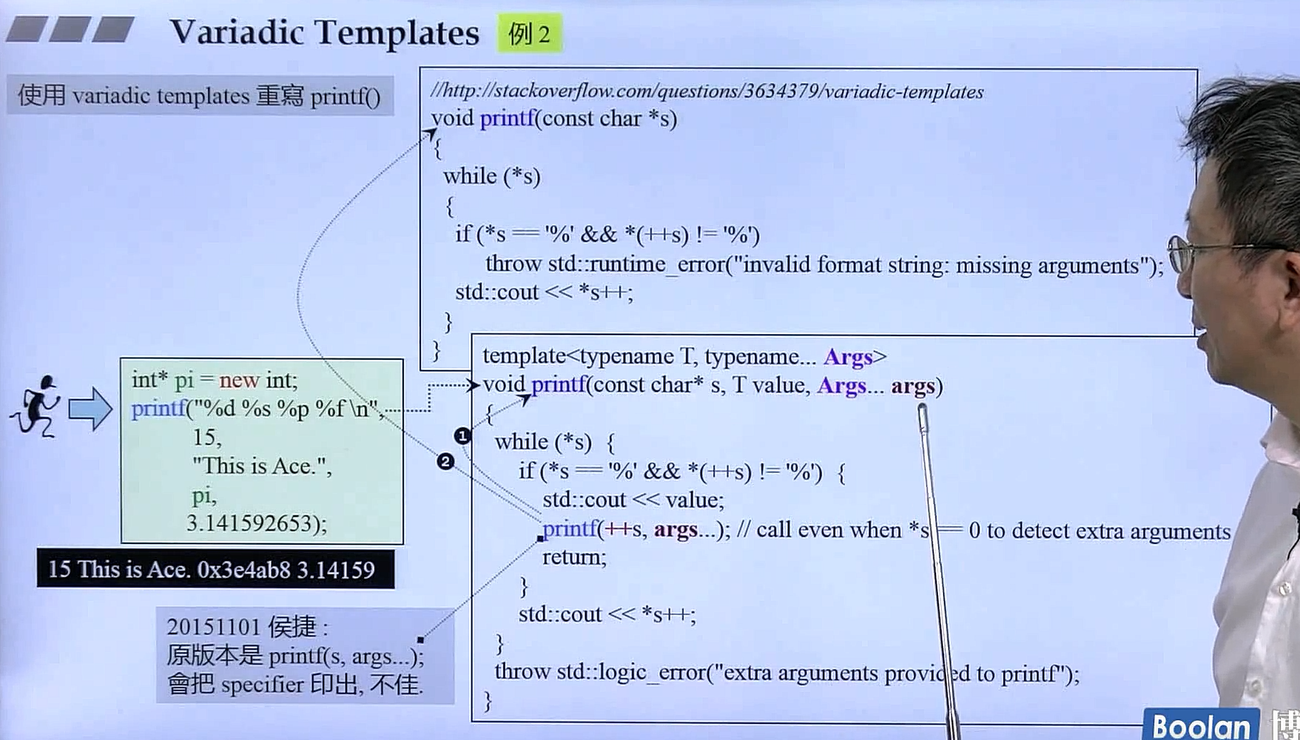 Variadic Templates 例 2
使用 variadic templates 重寫 printf()
//http://stackoverflow.com/questions/3634379/variadic-templates
void printf(const char *s)
{
while (*s)
{
if (*s == '%' && *(++s) != '%')
throw std::runtime_error("invalid format string: missing arguments");
std::cout << *s++;
}
}
template<typename T, typename... Args>
void printf(const char* s, T value, Args... args)
{
while (*s) {
if (*s == '%' && *(++s) != '%') {
std::cout << value;
printf(++s, args...); // call even when *s == 0 to detect extra arguments
return;
}
std::cout << *s++;
}
throw std::logic_error("extra arguments provided to printf");
}
int* pi = new int;
printf("%d %s %p %f \n",
15,
"This is Ace.",
pi,
3.141592653);
1
2
15 This is Ace. 0x3e4ab8 3.14159
20151101 侯捷 :
原版本是 printf(s, args...);
會把 specifier 印出, 不佳.
Boolan 博